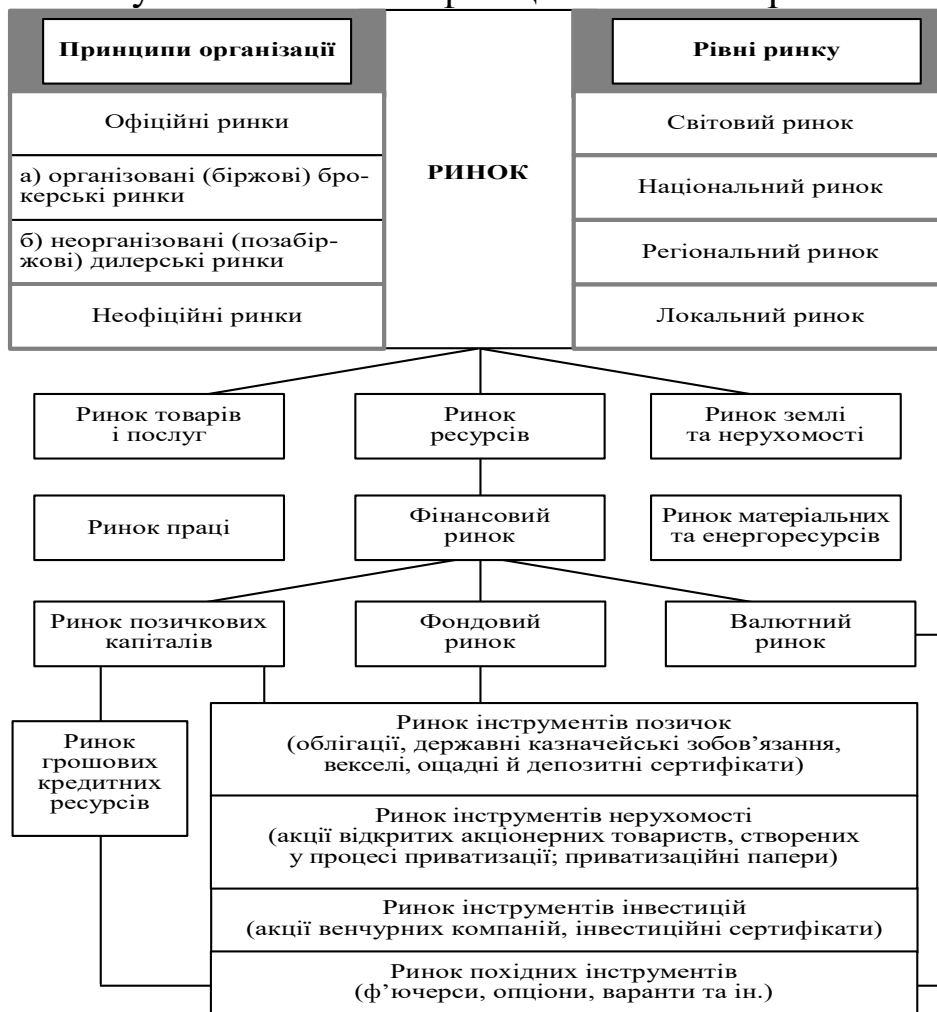 Принципи організації
Рівні ринку
РИНОК
Офіційні ринки
а) організовані (біржові) бро-
керські ринки
б) неорганізовані (позабір-
жові) дилерські ринки
Неофіційні ринки
Світовий ринок
Національний ринок
Регіональний ринок
Локальний ринок
Ринок товарів
і послуг
Ринок
ресурсів
Ринок землі
та нерухомості
Ринок праці
Фінансовий
ринок
Ринок матеріальних
та енергоресурсів
Ринок позичкових
капіталів
Фондовий
ринок
Валютний
ринок
Ринок
грошових
кредитних
ресурсів
Ринок інструментів позичок
(облігації, державні казначейські зобов’язання,
векселі, ощадні й депозитні сертифікати)
Ринок інструментів нерухомості
(акції відкритих акціонерних товариств, створених
у процесі приватизації; приватизаційні папери)
Ринок інструментів інвестицій
(акції венчурних компаній, інвестиційні сертифікати)
Ринок похідних інструментів
(ф’ючерси, опціони, варанти та ін.)